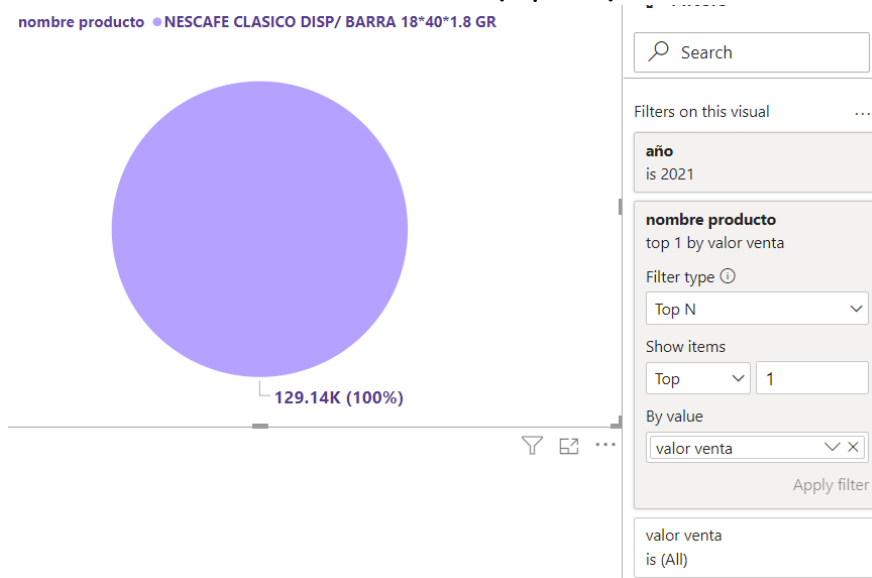 nombre producto NESCAFE CLASICO DISP/ BARRA 18*40*1.8 GR
129.14K (100%)
Search
Filters on this visual
...
año
is 2021
nombre producto
top 1 by valor venta
Filter type
Top N
Show items
Top
1
By value
valor venta
Apply filter
valor venta
is (All)